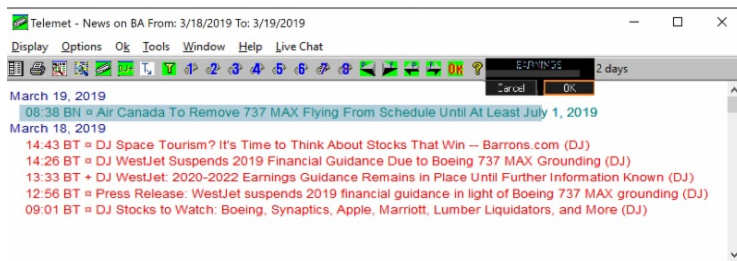 Telemet - News on BA From: 3/18/2019 To: 3/19/2019
Display Options Ok Tools Window Help Live Chat
OK ? EARNINGS 2 days
Cancel OK
March 19, 2019
08:38 BN ¤ Air Canada To Remove 737 MAX Flying From Schedule Until At Least July 1, 2019
March 18, 2019
14:43 BT ¤ DJ Space Tourism? It's Time to Think About Stocks That Win -- Barrons.com (DJ)
14:26 BT ¤ DJ WestJet Suspends 2019 Financial Guidance Due to Boeing 737 MAX Grounding (DJ)
13:33 BT + DJ WestJet: 2020-2022 Earnings Guidance Remains in Place Until Further Information Known (DJ)
12:56 BT ¤ Press Release: WestJet suspends 2019 financial guidance in light of Boeing 737 MAX grounding (DJ)
09:01 BT ¤ DJ Stocks to Watch: Boeing, Synaptics, Apple, Marriott, Lumber Liquidators, and More (DJ)